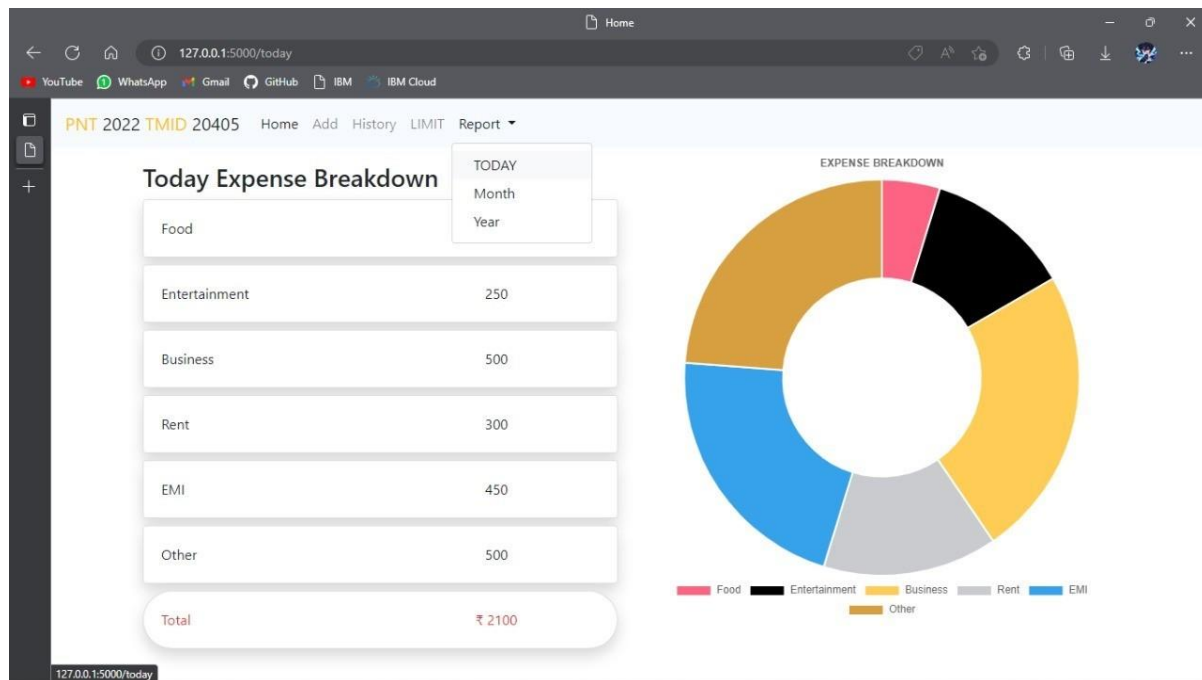 Home
127.0.0.1:5000/today
YouTube WhatsApp Gmail GitHub IBM IBM Cloud
PNT 2022 TMID 20405 Home Add History LIMIT Report
TODAY
Month
Year
Today Expense Breakdown
Food
Entertainment 250
Business 500
Rent 300
EMI 450
Other 500
Total ₹ 2100
EXPENSE BREAKDOWN
Food Entertainment Business Rent EMI
Other
127.0.0.1:5000/today